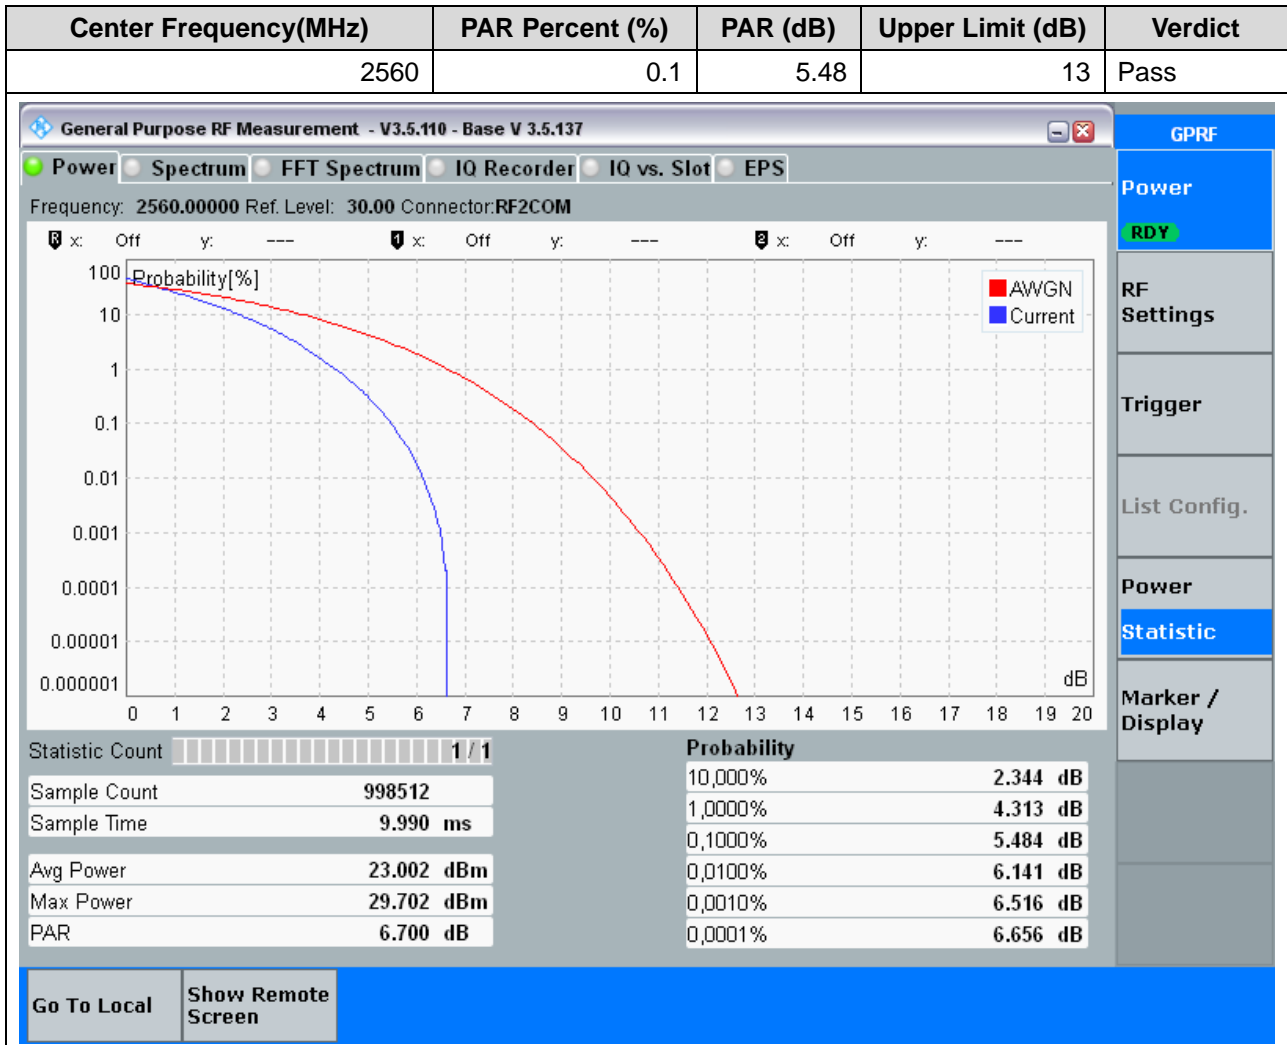 Center Frequency(MHz) PAR Percent (%) PAR (dB) Upper Limit (dB) Verdict
2560 0.1 5.48 13 Pass
General Purpose RF Measurement - V3.5.110 - Base V 3.5.137
GPRF
Power Spectrum FFT Spectrum IQ Recorder IQ vs. Slot EPS
Power
RDY
Frequency: 2560.00000 Ref. Level: 30.00 Connector:RF2COM
R x: Off y: --- 1 x: Off y: --- 2 x: Off y: ---
Probability[%]
AWGN
Current
100
10
1
0.1
0.01
0.001
0.0001
0.00001
0.000001
dB
0 1 2 3 4 5 6 7 8 9 10 11 12 13 14 15 16 17 18 19 20
RF
Settings
Trigger
List Config.
Power
Statistic
Marker /
Display
Statistic Count 1 / 1
Sample Count 998512
Sample Time 9.990 ms
Avg Power 23.002 dBm
Max Power 29.702 dBm
PAR 6.700 dB
Probability
10,000% 2.344 dB
1,0000% 4.313 dB
0,1000% 5.484 dB
0,0100% 6.141 dB
0,0010% 6.516 dB
0,0001% 6.656 dB
Go To Local
Show Remote
Screen